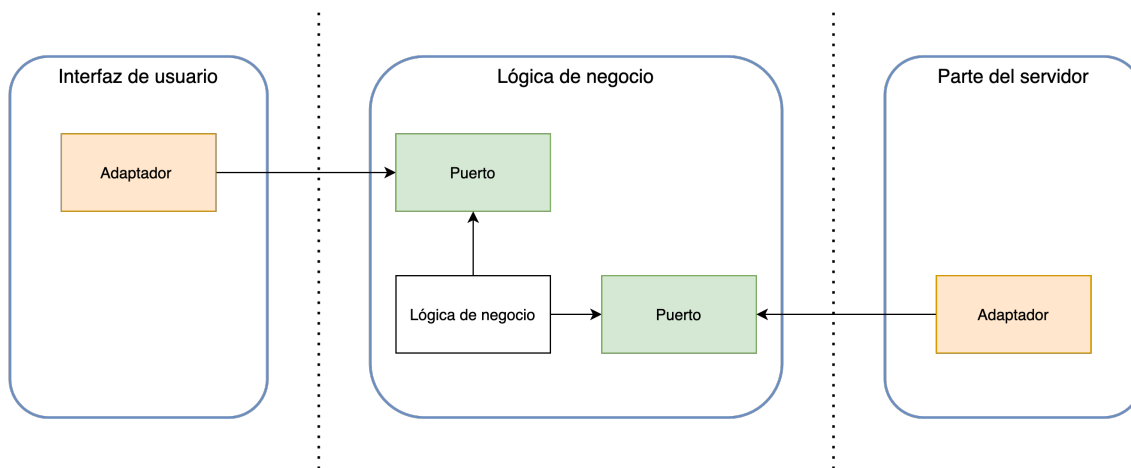 Interfaz de usuario
Lógica de negocio
Parte del servidor
Adaptador
Puerto
Lógica de negocio
Puerto
Adaptador